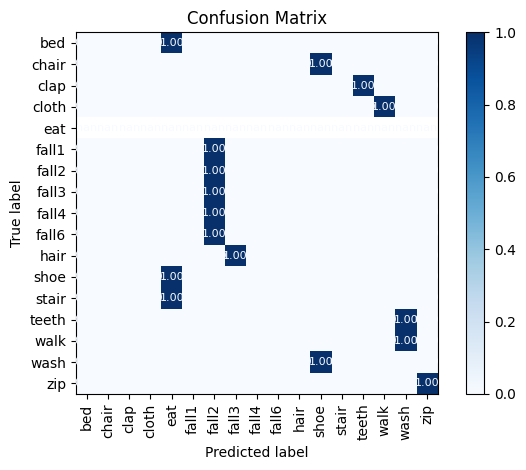 Confusion Matrix
True label
bed 1.00
chair 1.00
clap 1.00
cloth 1.00
eat
fall1 1.00
fall2 1.00
fall3 1.00
fall4 1.00
fall6 1.00
hair 1.00
shoe 1.00
stair 1.00
teeth 1.00
walk 1.00
wash 1.00
zip 1.00
bed chair clap cloth eat fall1 fall2 fall3 fall4 fall6 hair shoe stair teeth walk wash zip
Predicted label
1.0
0.8
0.6
0.4
0.2
0.0